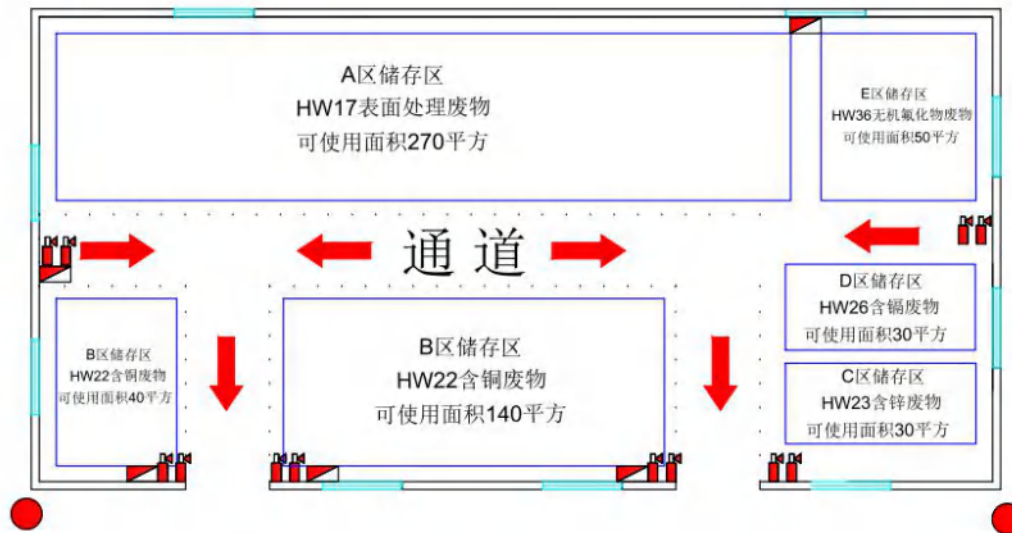 A区储存区
HW17表面处理废物
可使用面积270平方
E区储存区
HW36无机氟化物废物
可使用面积50平方
通道
D区储存区
HW26含镉废物
可使用面积30平方
B区储存区
HW22含铜废物
可使用面积40平方
B区储存区
HW22含铜废物
可使用面积140平方
C区储存区
HW23含锌废物
可使用面积30平方